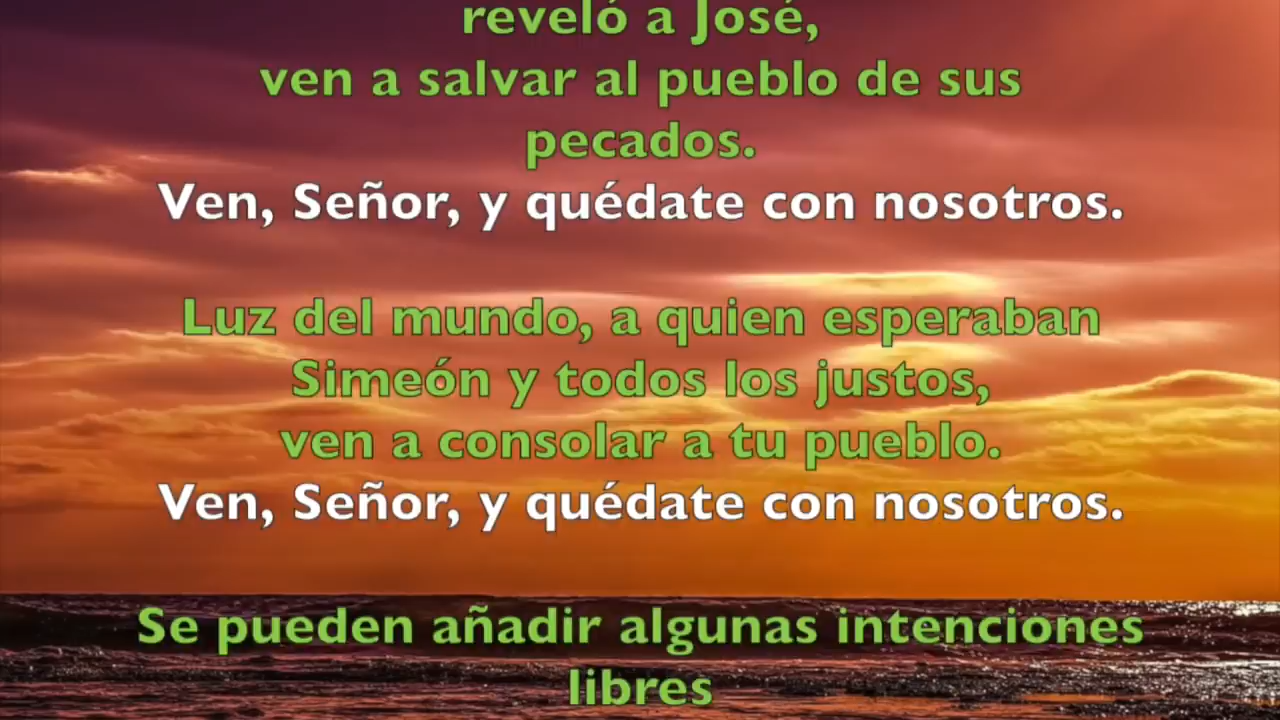 reveló a José,
ven a salvar al pueblo de sus
pecados.
Ven, Señor, y quédate con nosotros.
Luz del mundo, a quien esperaban
Simeón y todos los justos,
ven a consolar a tu pueblo.
Ven, Señor, y quédate con nosotros.
Se pueden añadir algunas intenciones
libres